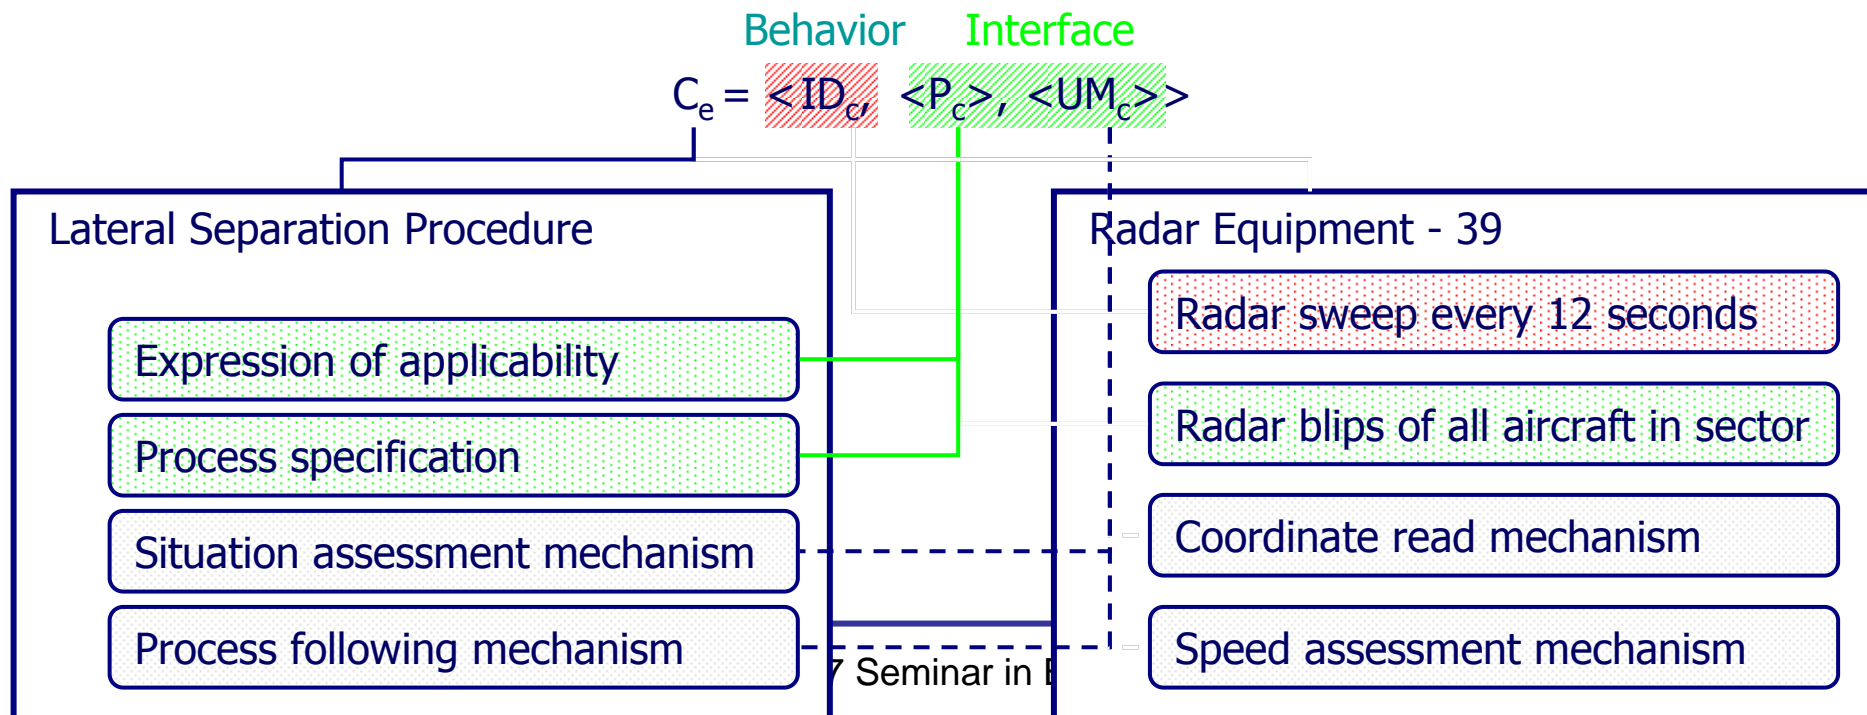 Behavior Interface
Ce = <IDc, <Pc>, <UMc>>
Lateral Separation Procedure
Expression of applicability
Process specification
Situation assessment mechanism
Process following mechanism
Radar Equipment - 39
Radar sweep every 12 seconds
Radar blips of all aircraft in sector
Coordinate read mechanism
Speed assessment mechanism
7 Seminar in